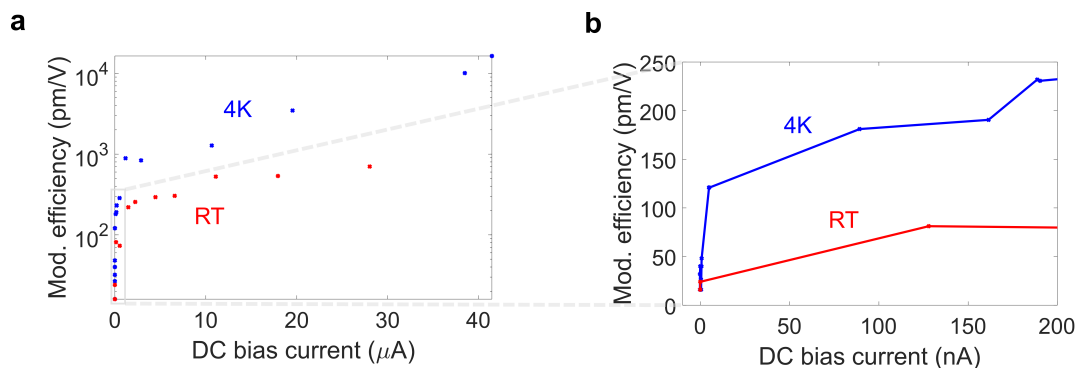 a
b
Mod. efficiency (pm/V)
10⁴
10³
10²
4K
RT
0
10
20
30
40
DC bias current (μA)
Mod. efficiency (pm/V)
250
200
150
100
50
0
4K
RT
0
50
100
150
200
DC bias current (nA)